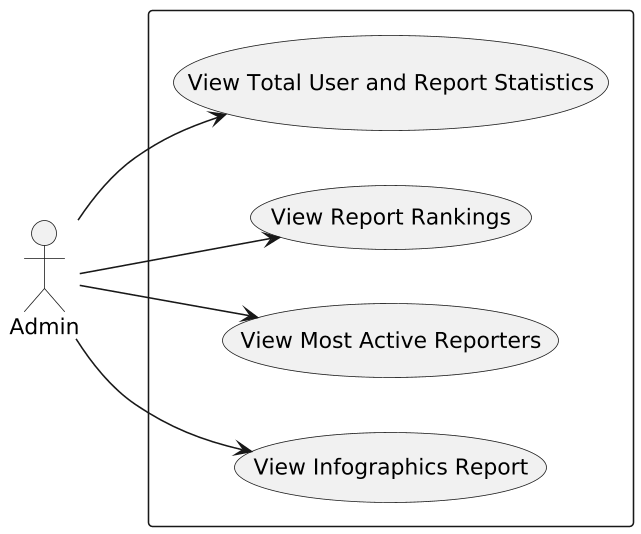 View Total User and Report Statistics
View Report Rankings
Admin
View Most Active Reporters
View Infographics Report